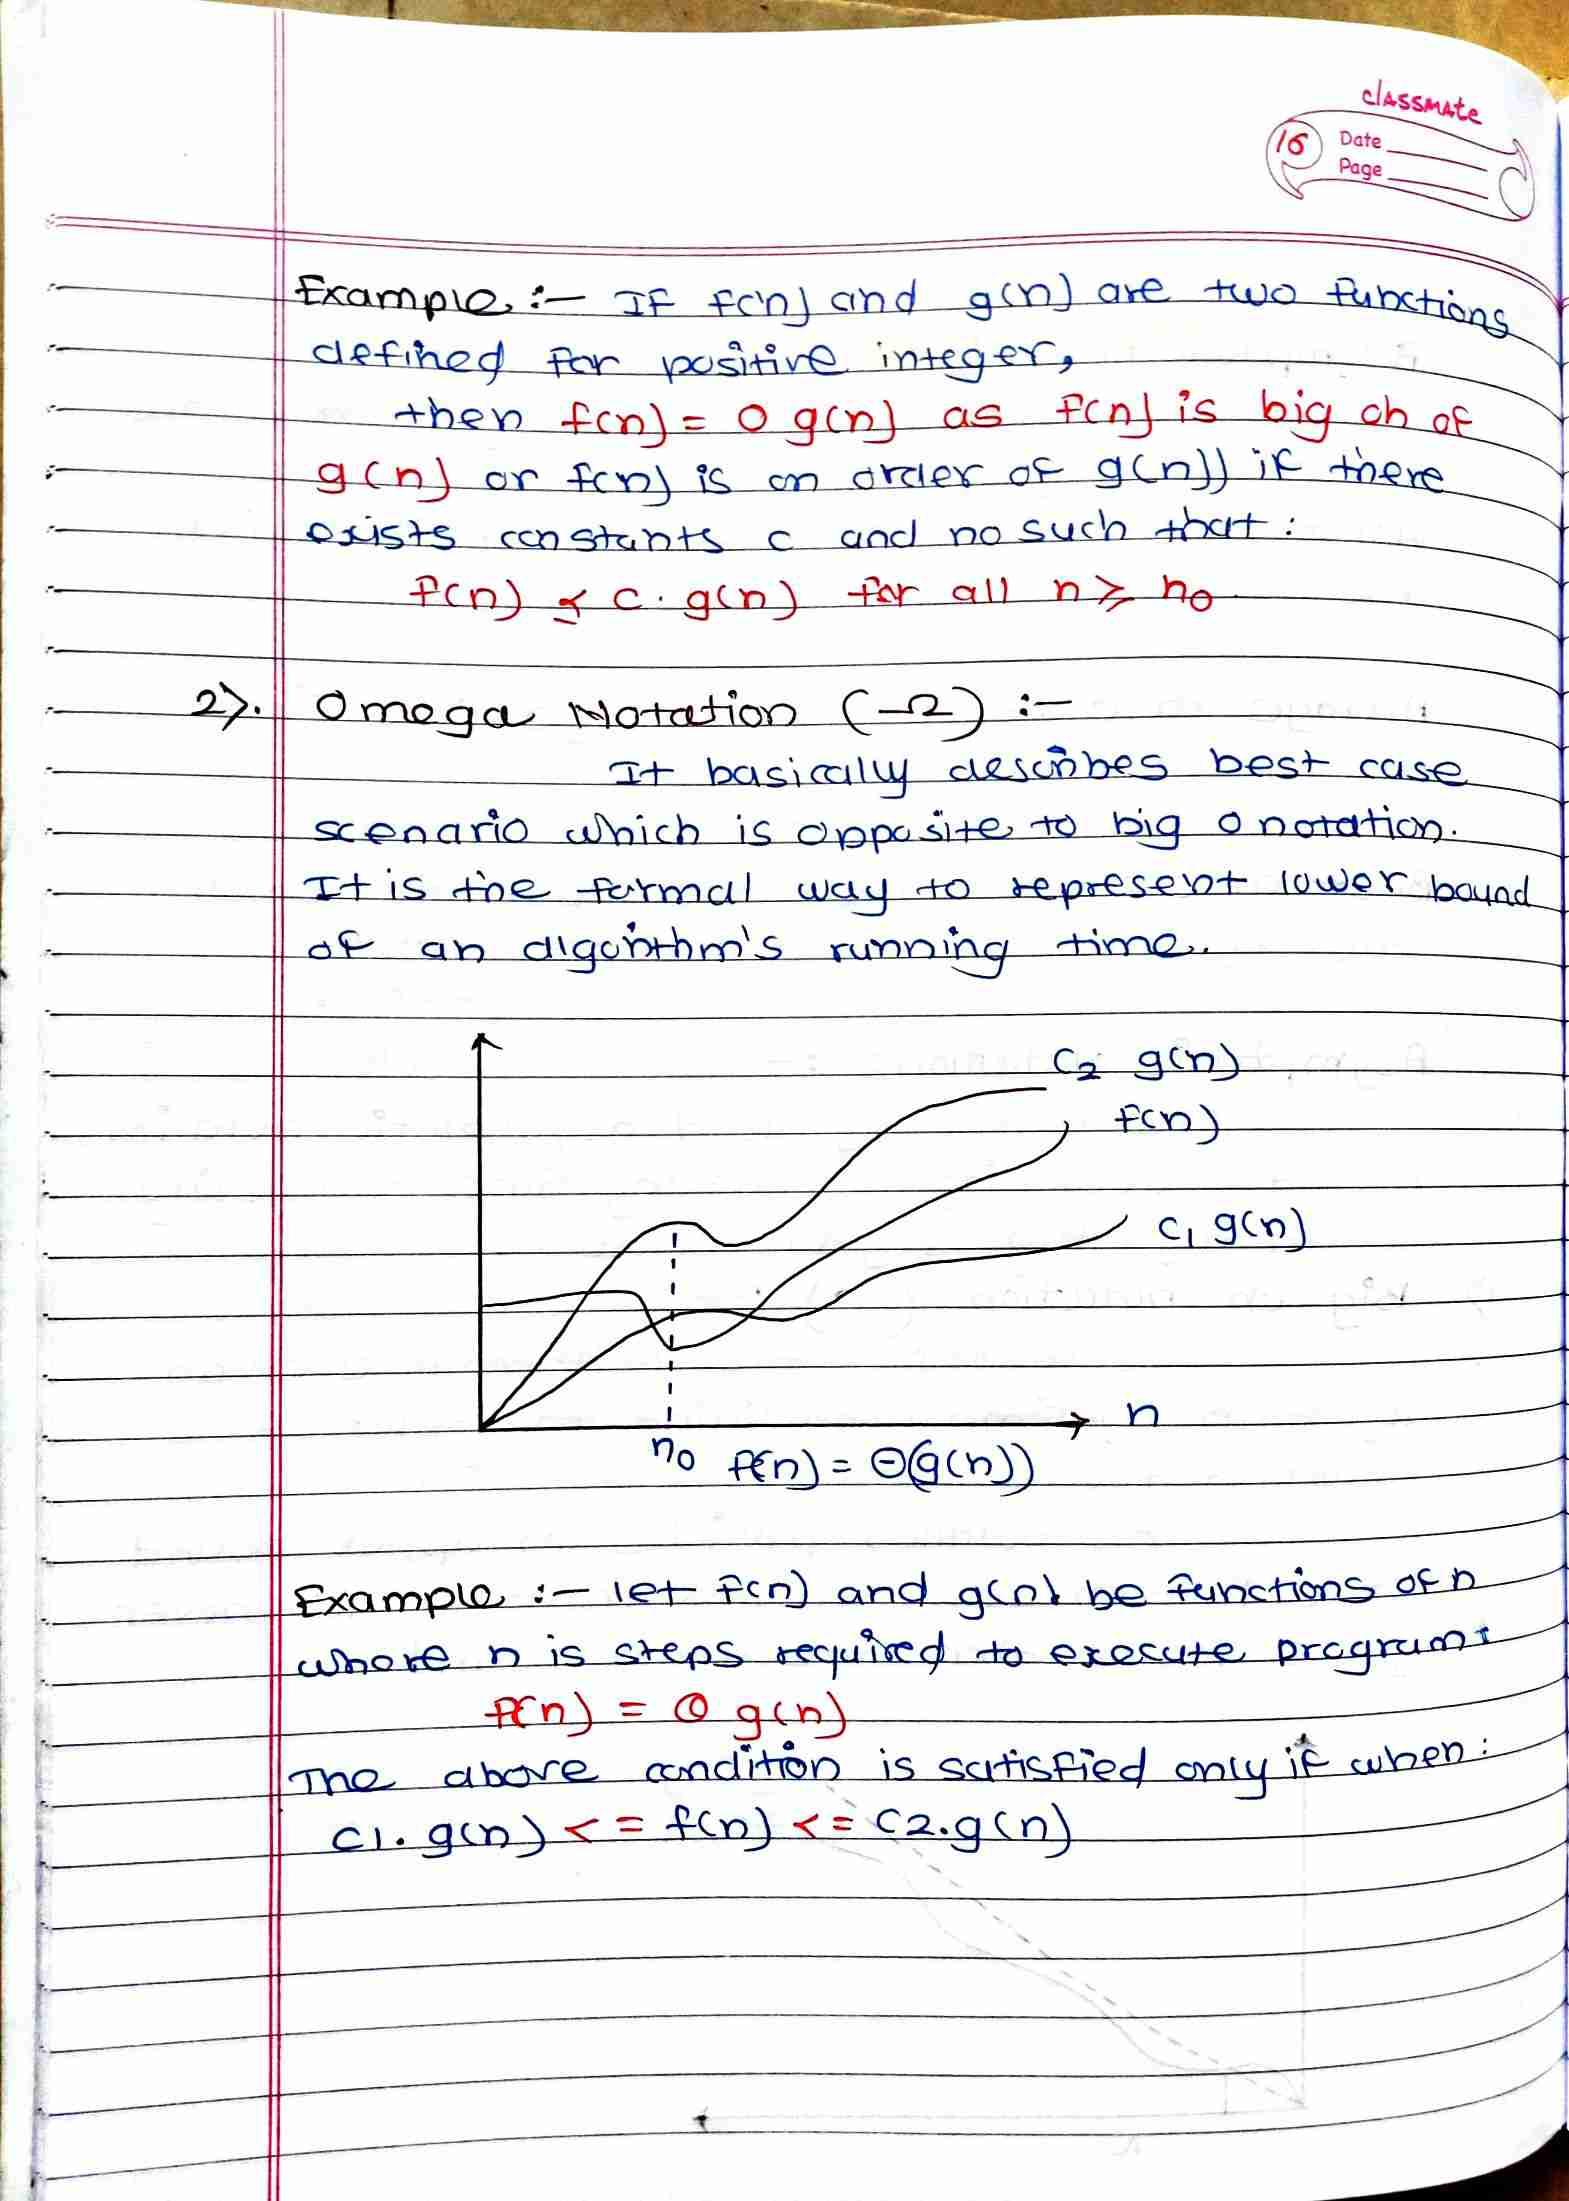 classmate
16 Date
Page
Example :- If f(n) and g(n) are two functions
defined for positive integer,
then f(n) = O g(n) as f(n) is big oh of
g(n) or f(n) is on order of g(n)) if there
exists constants c and no such that :
f(n) ≤ c . g(n) for all n ≥ n0
2). Omega Notation (Ω) :-
It basically describes best case
scenario which is opposite to big O notation.
It is the formal way to represent lower bound
of an algorithm's running time.
C2 g(n)
f(n)
C1 g(n)
n
n0 f(n) = Θ(g(n))
Example :- let f(n) and g(n) be functions of n
where n is steps required to execute program
f(n) = Θ g(n)
The above condition is satisfied only if when :
C1. g(n) <= f(n) <= C2.g(n)